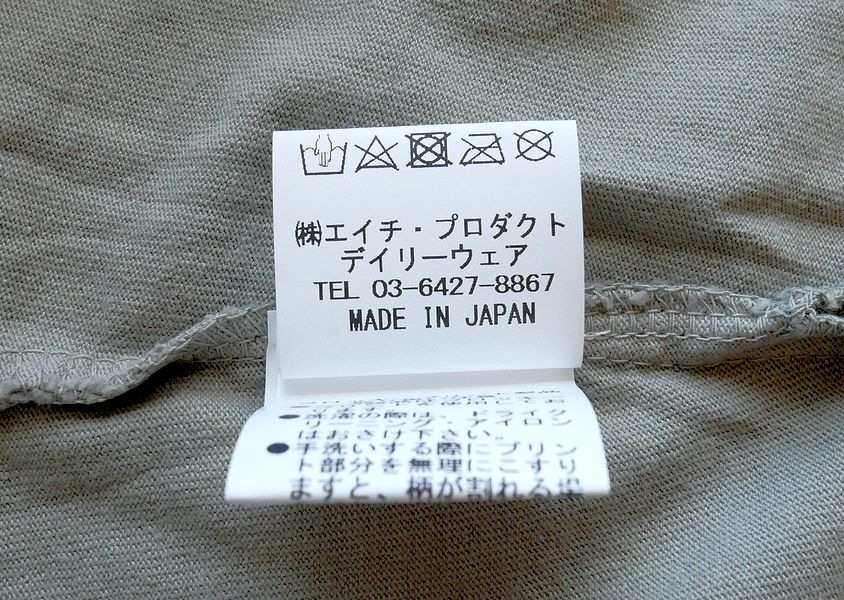 ㈱エイチ・プロダクト
デイリーウェア
TEL 03-6427-8867
MADE IN JAPAN
●洗濯の際は、ドライク
リーニング・アイロン
はおさけ下さい。
●手洗いする際にプリン
ト部分を無理にこすり
ますと、柄が割れる場